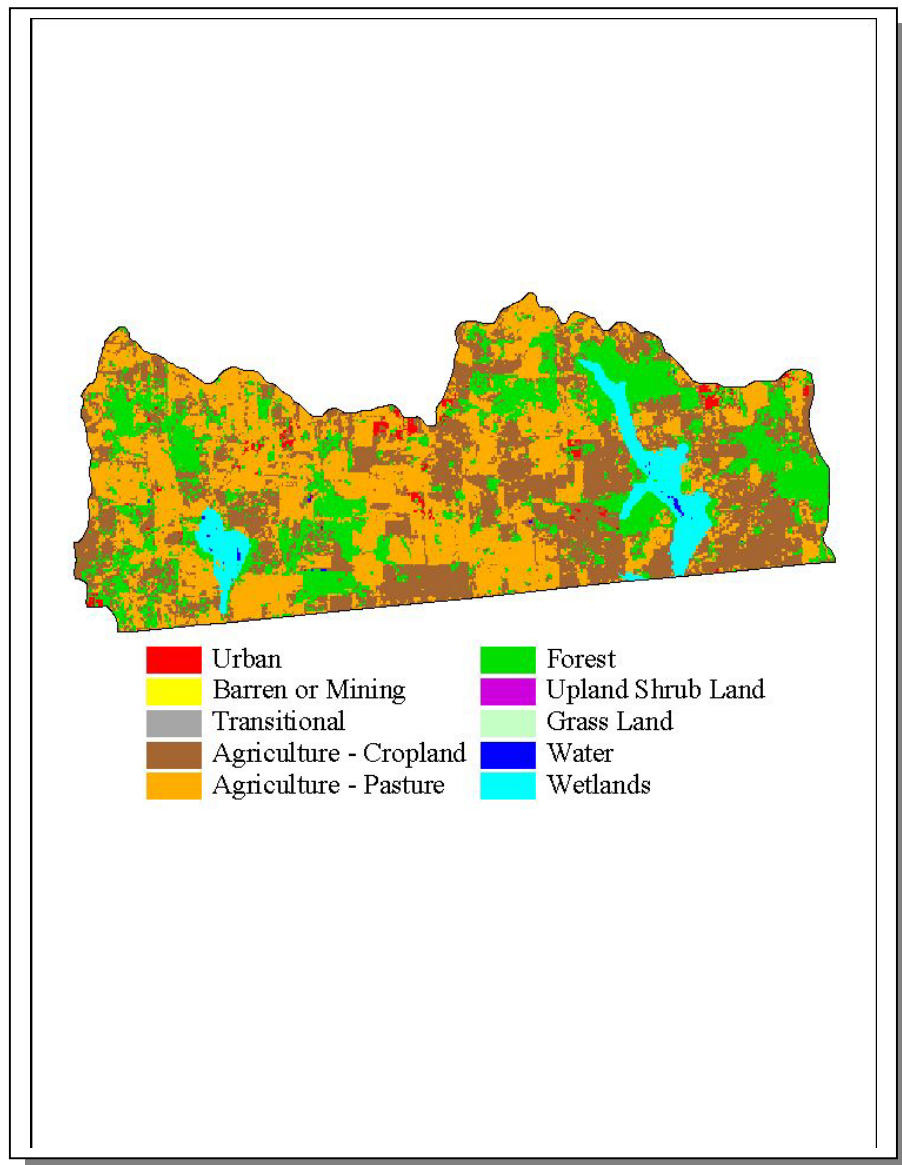 Urban
Barren or Mining
Transitional
Agriculture - Cropland
Agriculture - Pasture
Forest
Upland Shrub Land
Grass Land
Water
Wetlands